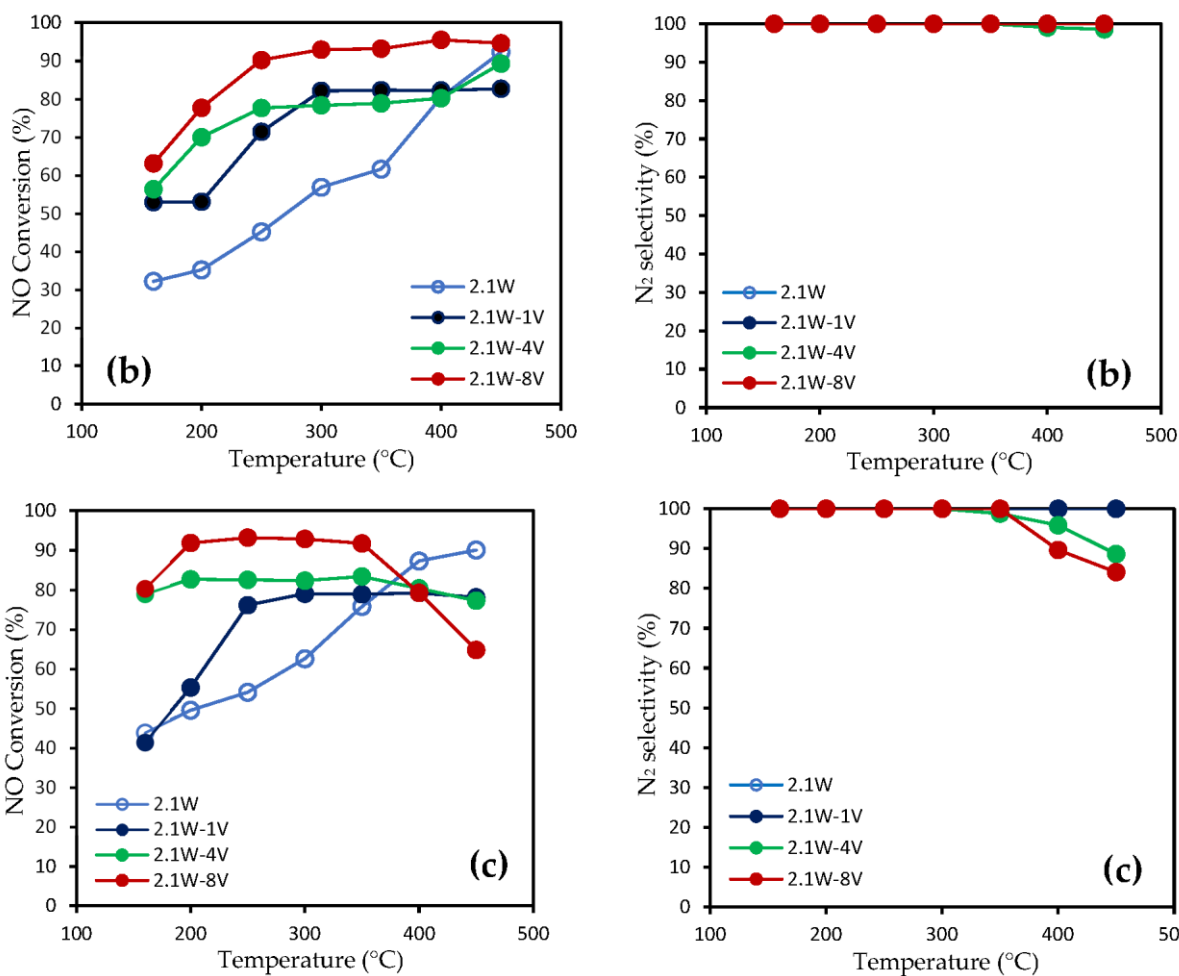 100
90
80
70
60
50
40
30
20
10
0
NO Conversion (%)
2.1W
2.1W-1V
2.1W-4V
2.1W-8V
(b)
100 200 300 400 500
Temperature (°C)
100
90
80
70
60
50
40
30
20
10
0
N2 selectivity (%)
2.1W
2.1W-1V
2.1W-4V
2.1W-8V
(b)
100 200 300 400 500
Temperature (°C)
100
90
80
70
60
50
40
30
20
10
0
NO Conversion (%)
2.1W
2.1W-1V
2.1W-4V
2.1W-8V
(c)
100 200 300 400 500
Temperature (°C)
100
90
80
70
60
50
40
30
20
10
0
N2 selectivity (%)
2.1W
2.1W-1V
2.1W-4V
2.1W-8V
(c)
100 200 300 400 50
Temperature (°C)